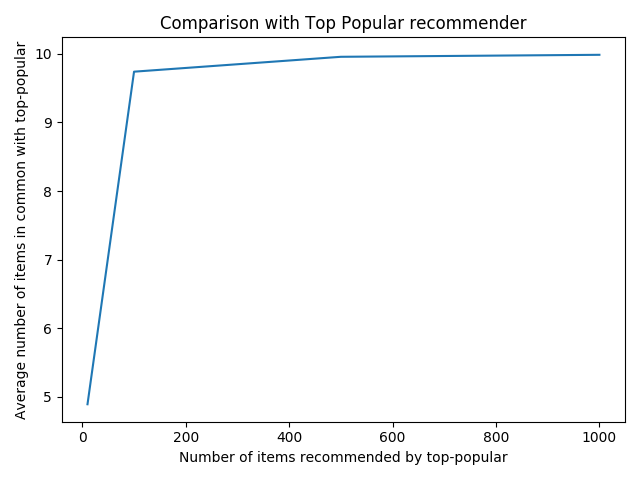 Comparison with Top Popular recommender
Average number of items in common with top-popular
10
9
8
7
6
5
0 200 400 600 800 1000
Number of items recommended by top-popular